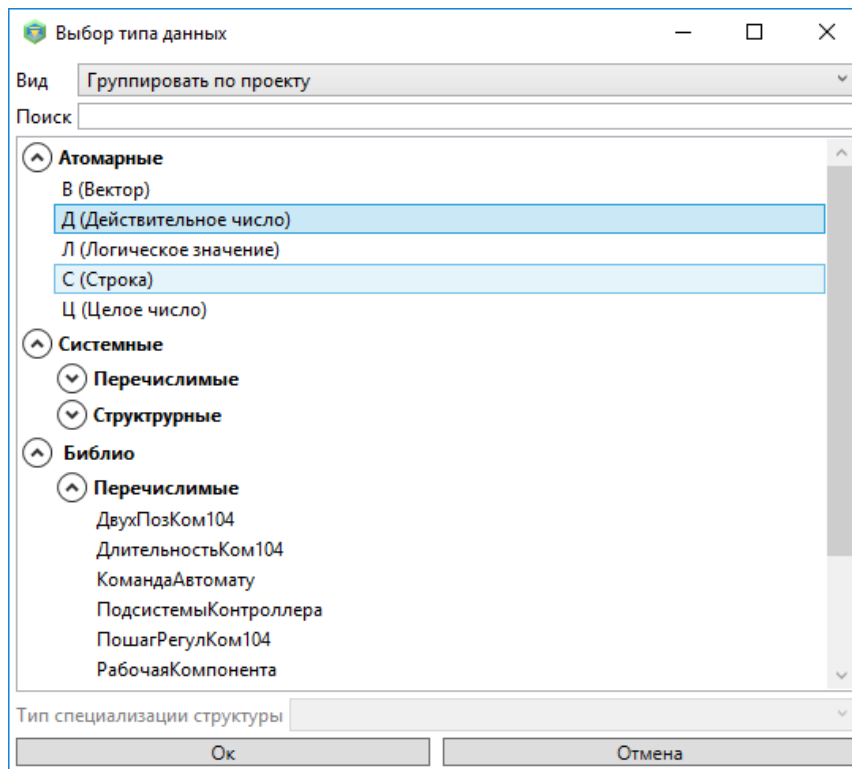 Выбор типа данных
Вид Группировать по проекту
Поиск
Атомарные
В (Вектор)
Д (Действительное число)
Л (Логическое значение)
С (Строка)
Ц (Целое число)
Системные
Перечислимые
Структрурные
Библио
Перечислимые
ДвухПозКом104
ДлительностьКом104
КомандаАвтомату
ПодсистемыКонтроллера
ПошагРегулКом104
РабочаяКомпонента
Тип специализации структуры
Ок Отмена